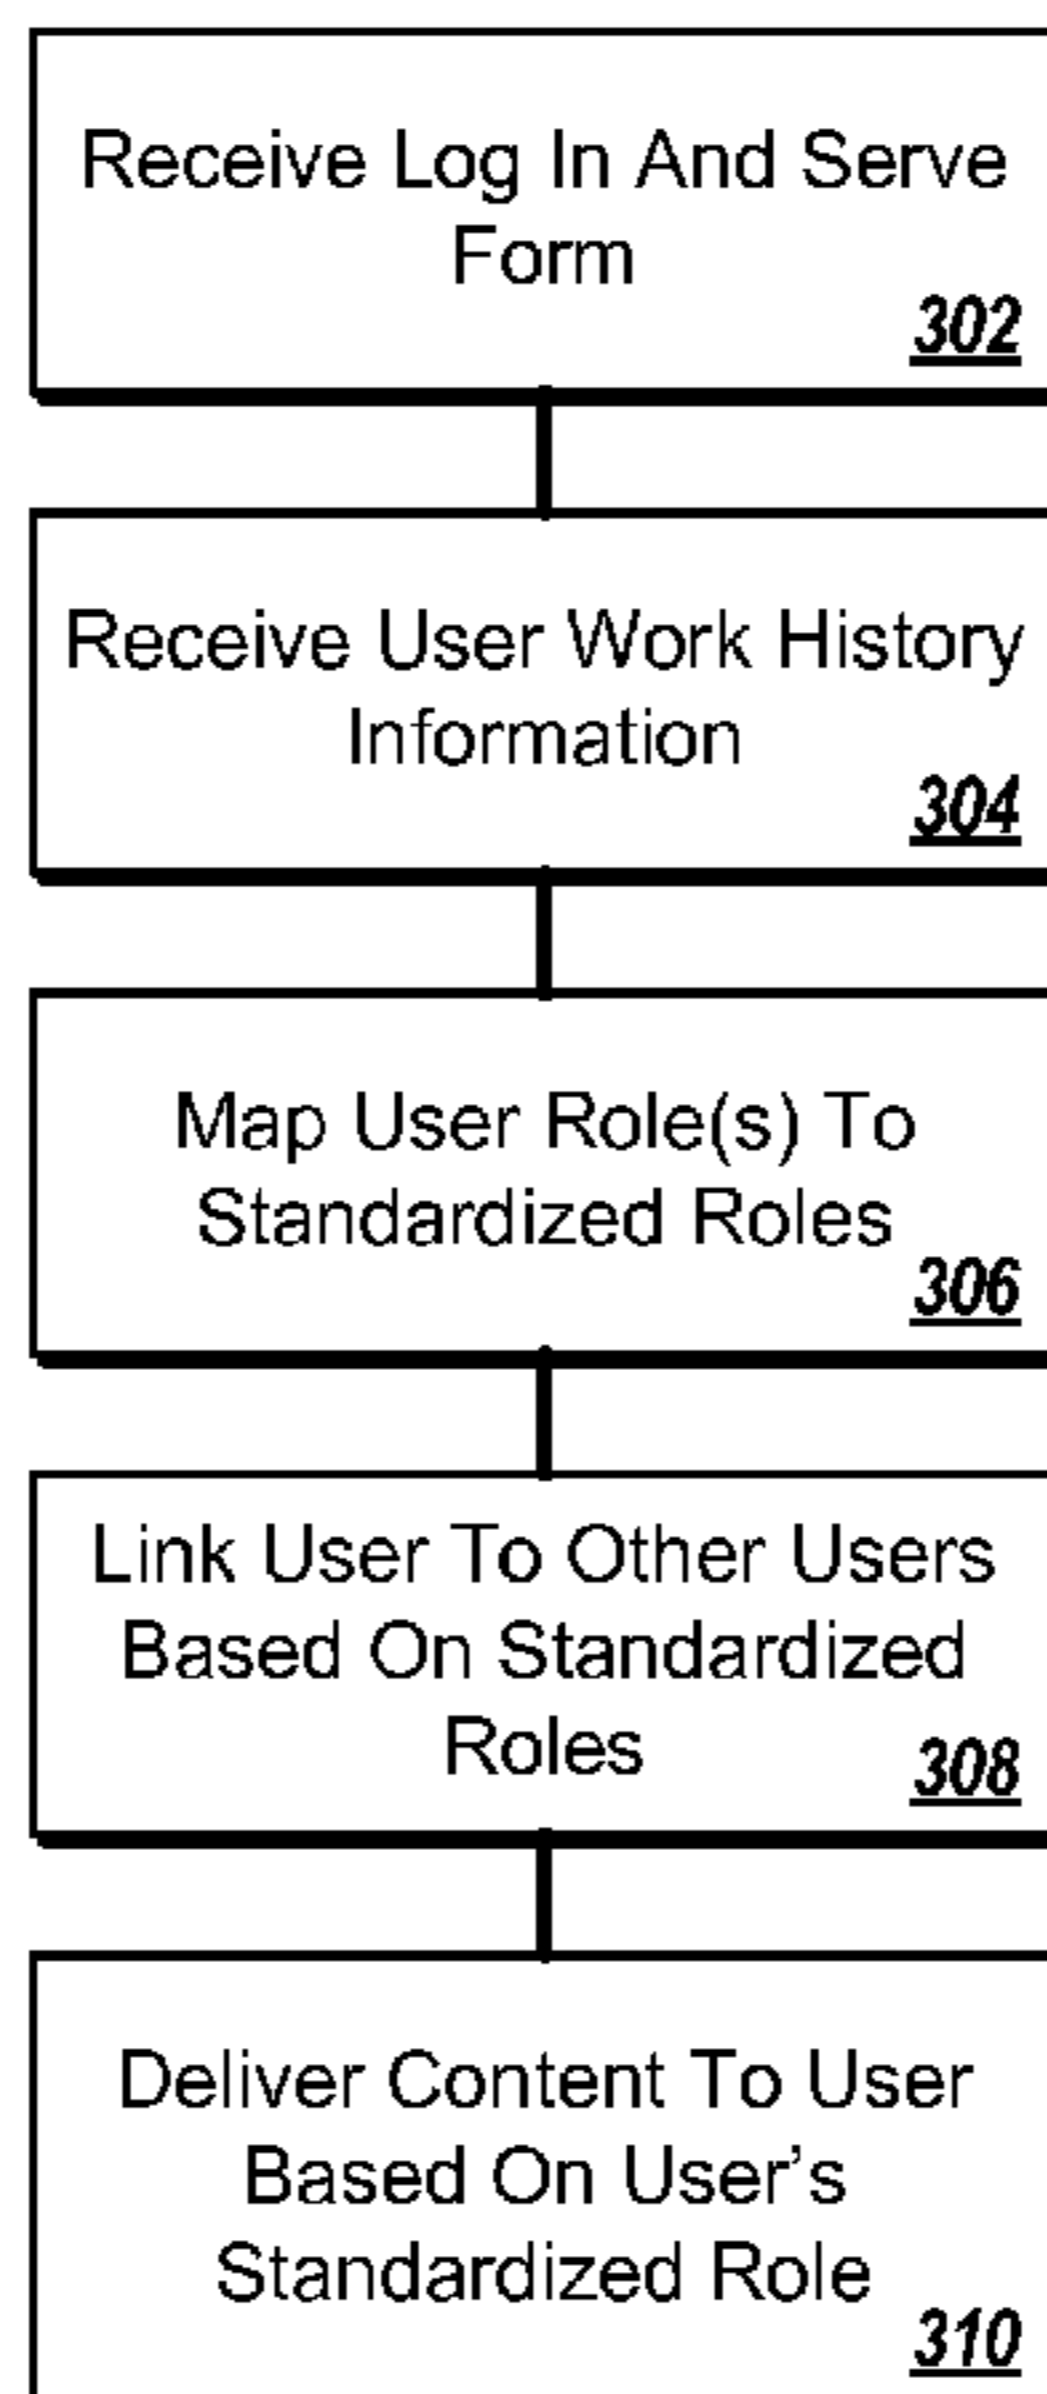 Receive Log In And Serve
Form
302
Receive User Work History
Information
304
Map User Role(s) To
Standardized Roles
306
Link User To Other Users
Based On Standardized
Roles
308
Deliver Content To User
Based On User’s
Standardized Role
310